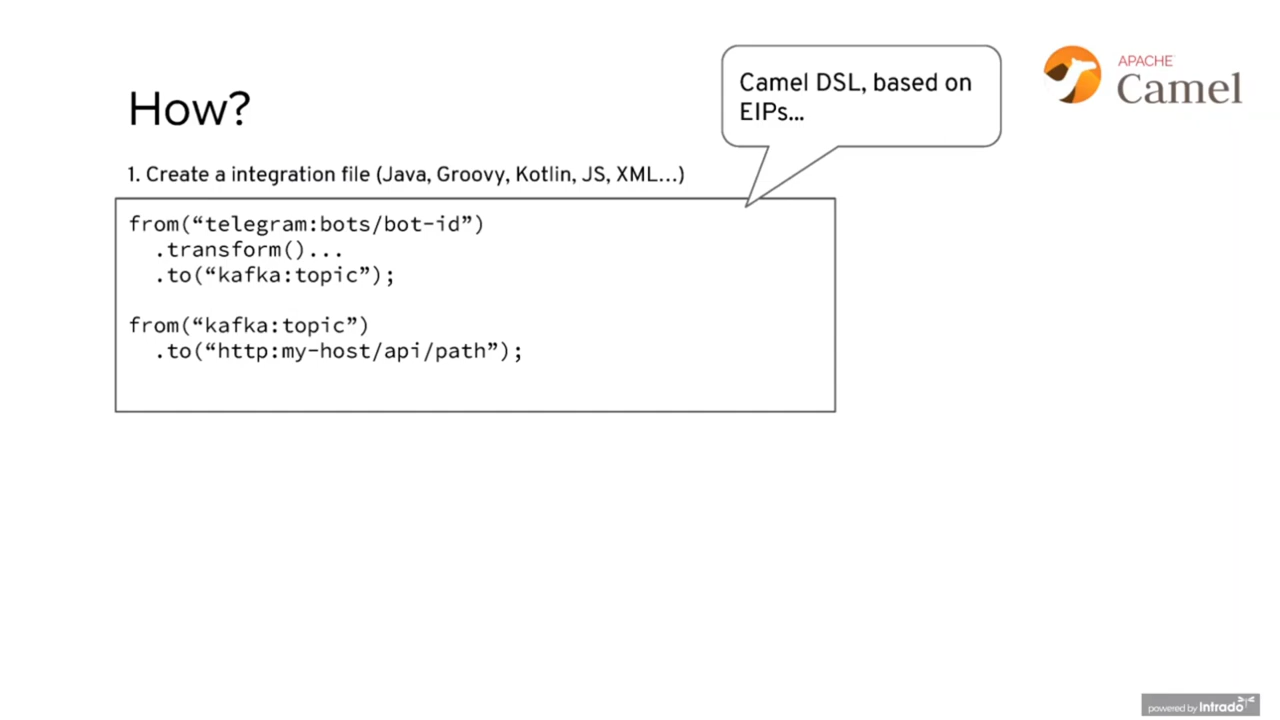 Camel DSL, based on
EIPs...
APACHE
Camel
How?
1. Create a integration file (Java, Groovy, Kotlin, JS, XML...)
from(“telegram:bots/bot-id”)
.transform()...
.to(“kafka:topic”);
from(“kafka:topic”)
.to(“http:my-host/api/path”);
powered by Intrado